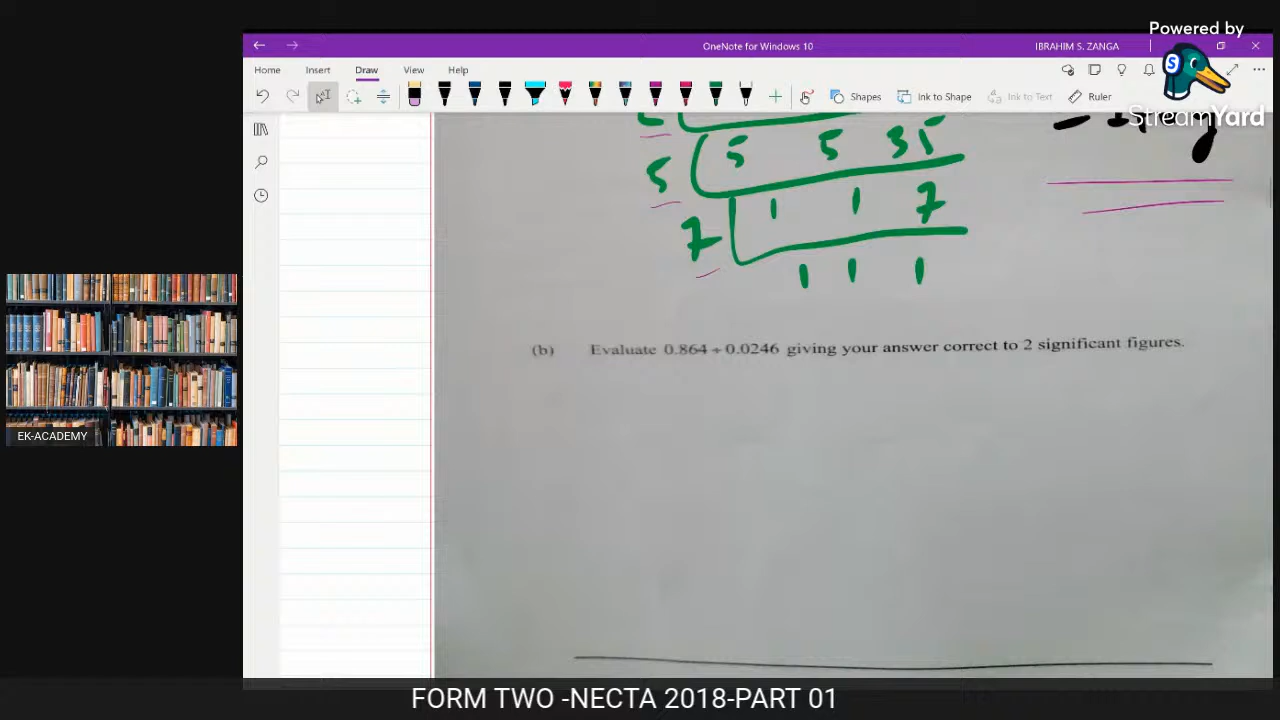 Powered by
StreamYard
OneNote for Windows 10
IBRAHIM S. ZANGA
Home Insert Draw View Help
Shapes Ink to Shape Ink to Text Ruler
5 5 5 35
7 1 1 7
1 1 1
(b) Evaluate 0.864 ÷ 0.0246 giving your answer correct to 2 significant figures.
EK-ACADEMY
FORM TWO -NECTA 2018-PART 01